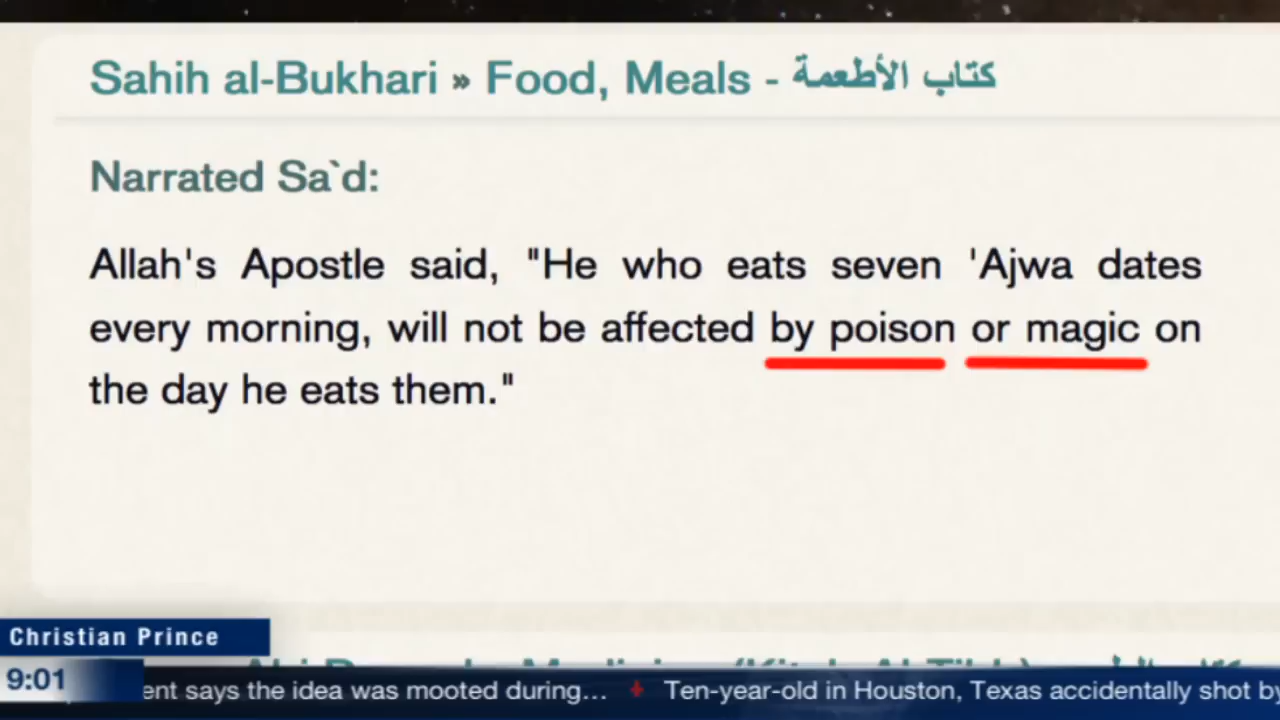 Sahih al-Bukhari » Food, Meals - كتاب الأطعمة
Narrated Sa`d:
Allah's Apostle said, "He who eats seven 'Ajwa dates
every morning, will not be affected by poison or magic on
the day he eats them."
Christian Prince
9:01
ent says the idea was mooted during... Ten-year-old in Houston, Texas accidentally shot by